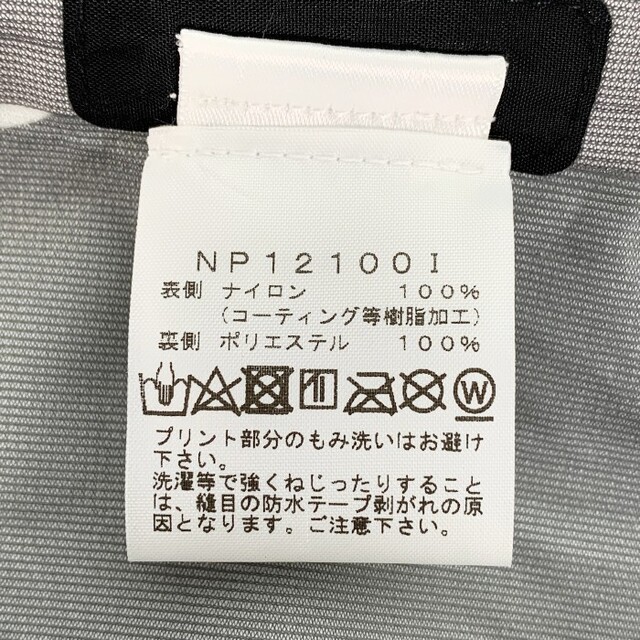 NP12100I
表側 ナイロン 100%
(コーティング等樹脂加工)
裏側 ポリエステル 100%
W
プリント部分のもみ洗いはお避け
下さい。
洗濯等で強くねじったりすること
は、縫目の防水テープ剥がれの原
因となります。ご注意下さい。